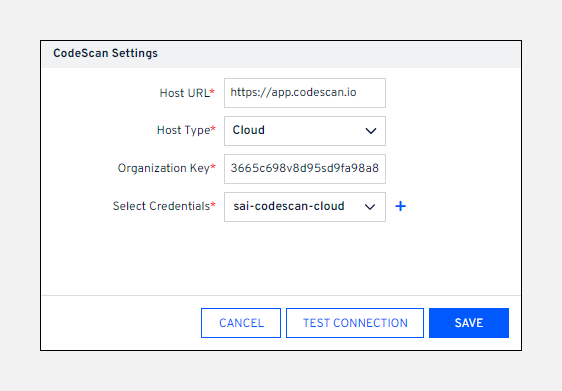 CodeScan Settings
Host URL* https://app.codescan.io
Host Type* Cloud
Organization Key* 3665c698v8d95sd9fa98a8
Select Credentials* sai-codescan-cloud +
CANCEL TEST CONNECTION SAVE